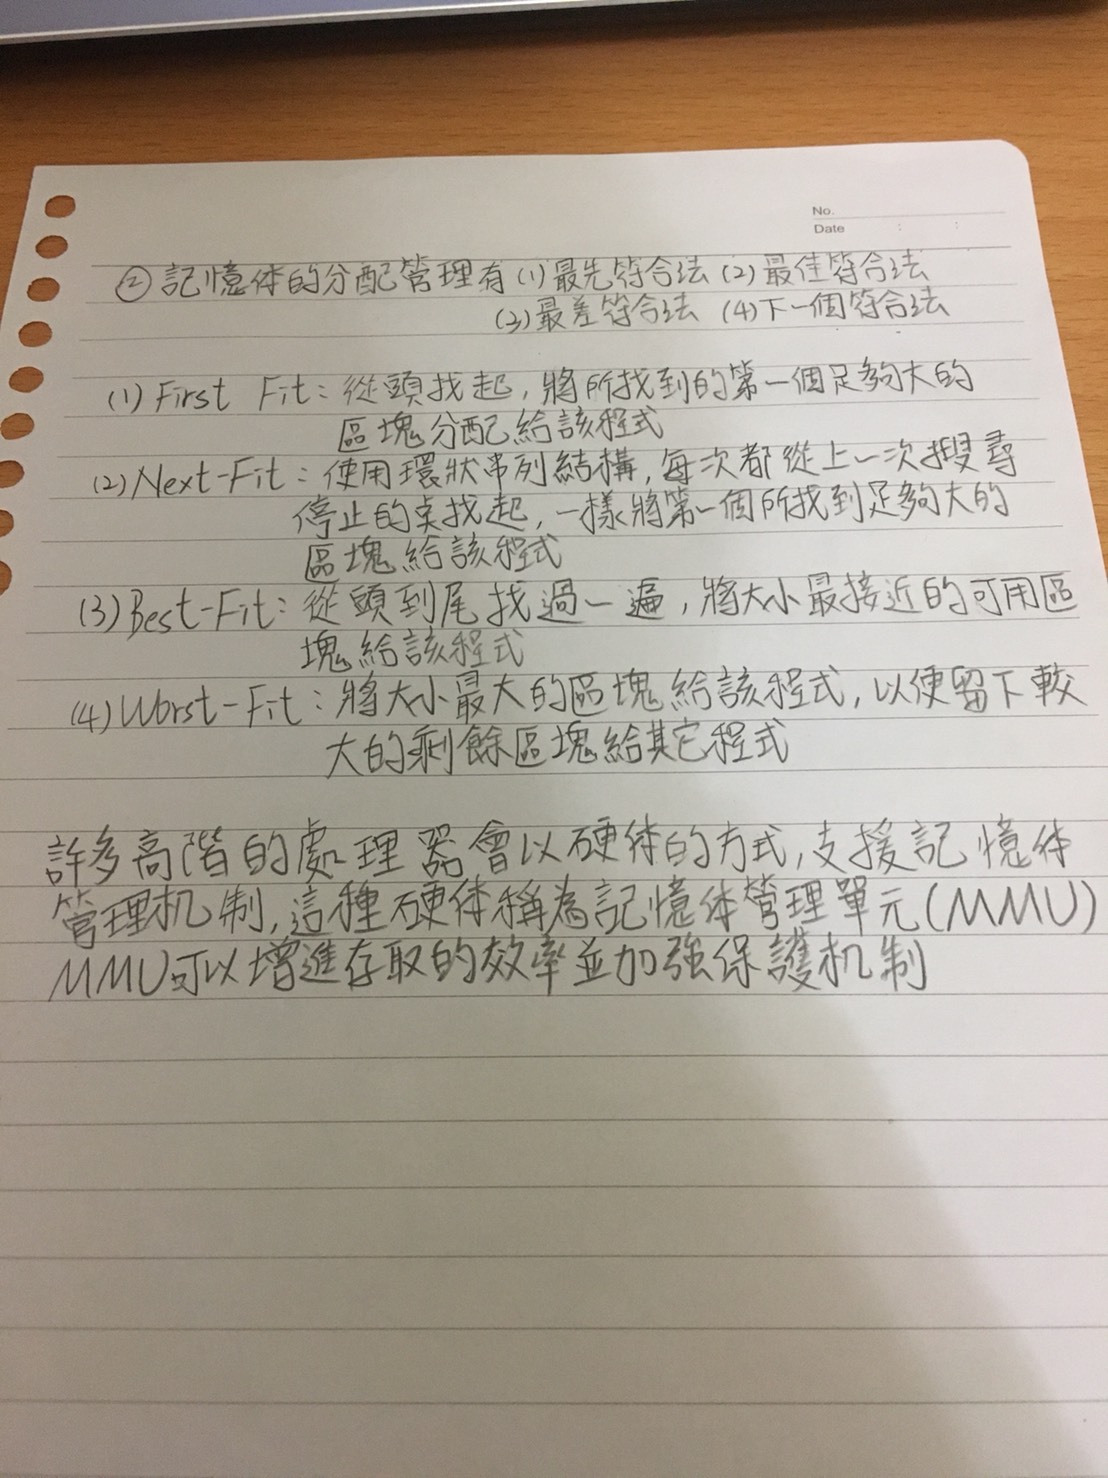 No.
Date : :
②記憶体的分配管理有(1)最先符合法(2)最佳符合法
(3)最差符合法 (4)下一個符合法
(1)First Fit：從頭找起,將所找到的第一個足夠大的
區塊分配給該程式
(2)Next-Fit：使用環狀串列結構,每次都從上一次搜尋
停止的桌找起,一樣將第一個所找到足夠大的
區塊給該程式
(3)Best-Fit：從頭到尾找過一遍,將大小最接近的可用區
塊給該程式
(4)Worst-Fit：將大小最大的區塊給該程式,以便留下較
大的剩餘區塊給其它程式
許多高階的處理器會以硬体的方式,支援記憶体
管理机制,這種硬体稱為記憶体管理單元(MMU)
MMU可以增進存取的效率並加強保護机制